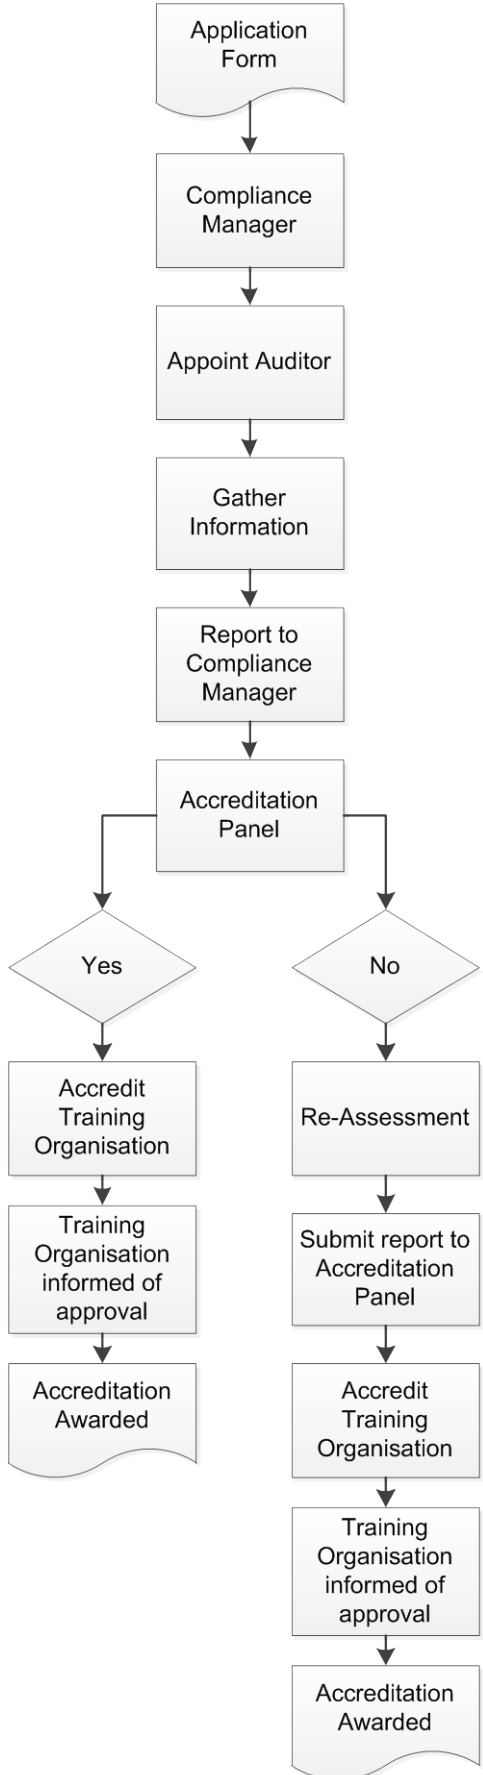 Application
Form
Compliance
Manager
Appoint Auditor
Gather
Information
Report to
Compliance
Manager
Accreditation
Panel
Yes
Accredit
Training
Organisation
Training
Organisation
informed of
approval
Accreditation
Awarded
No
Re-Assessment
Submit report to
Accreditation
Panel
Accredit
Training
Organisation
Training
Organisation
informed of
approval
Accreditation
Awarded